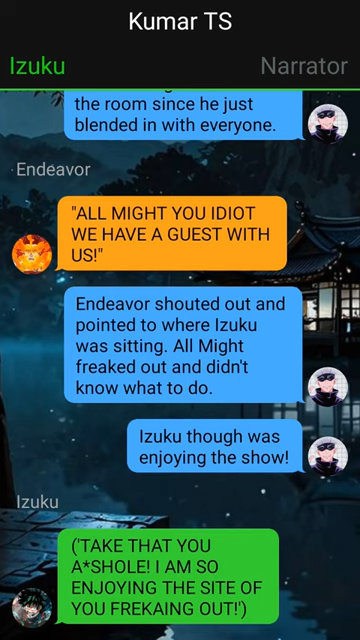 Kumar TS
Izuku
Narrator
the room since he just
blended in with everyone.
Endeavor
"ALL MIGHT YOU IDIOT
WE HAVE A GUEST WITH
US!"
Endeavor shouted out and
pointed to where Izuku
was sitting. All Might
freaked out and didn't
know what to do.
Izuku though was
enjoying the show!
Izuku
('TAKE THAT YOU
A*SHOLE! I AM SO
ENJOYING THE SITE OF
YOU FREKAING OUT!')